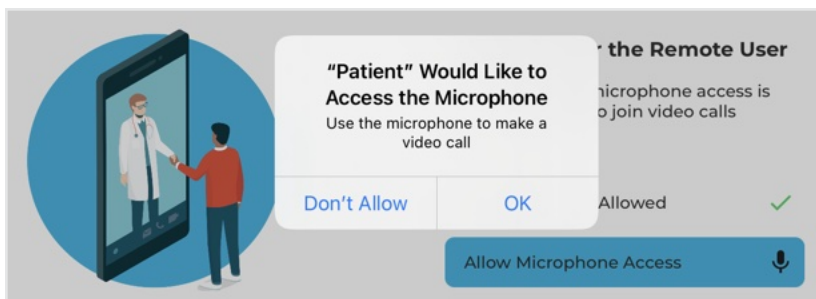 “Patient” Would Like to
Access the Microphone
Use the microphone to make a
video call
Don’t Allow
OK
the Remote User
microphone access is
o join video calls
Allowed
Allow Microphone Access